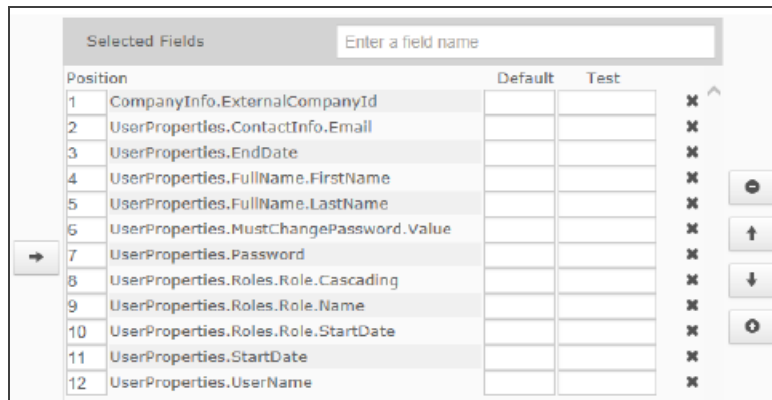 Selected Fields Enter a field name
Position Default Test
1 CompanyInfo.ExternalCompanyId
2 UserProperties.ContactInfo.Email
3 UserProperties.EndDate
4 UserProperties.FullName.FirstName
5 UserProperties.FullName.LastName
6 UserProperties.MustChangePassword.Value
7 UserProperties.Password
8 UserProperties.Roles.Role.Cascading
9 UserProperties.Roles.Role.Name
10 UserProperties.Roles.Role.StartDate
11 UserProperties.StartDate
12 UserProperties.UserName